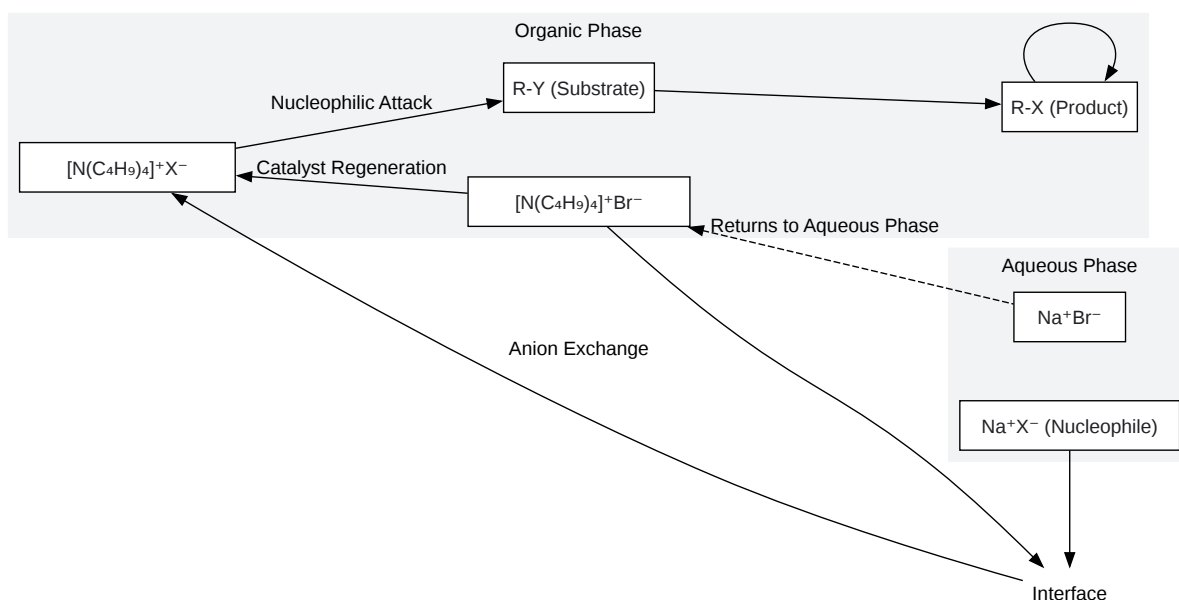 Organic Phase
R-Y (Substrate)
Nucleophilic Attack
R-X (Product)
[N(C₄H₉)₄]⁺X⁻
Catalyst Regeneration
[N(C₄H₉)₄]⁺Br⁻
Returns to Aqueous Phase
Aqueous Phase
Na⁺Br⁻
Anion Exchange
Na⁺X⁻ (Nucleophile)
Interface